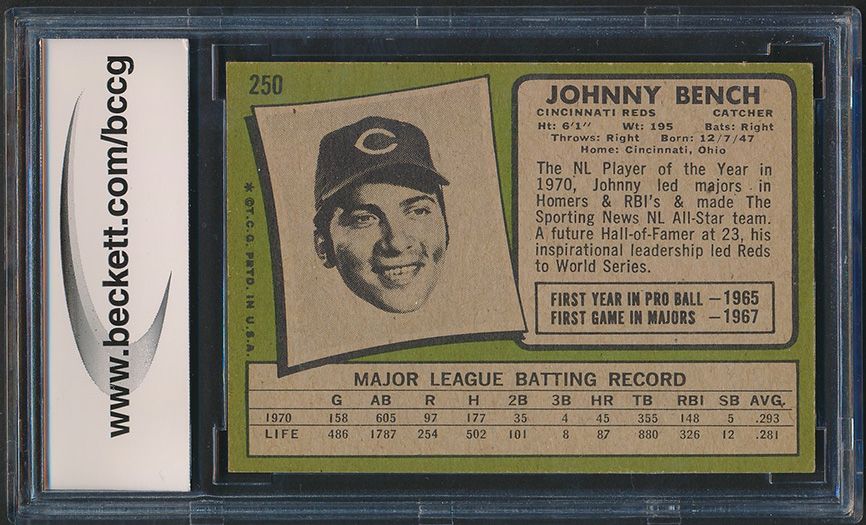 www.beckett.com/bccg
250
* ©T.C.G. PRTD. IN U.S.A.
JOHNNY BENCH
CINCINNATI REDS CATCHER
Ht: 6'1" Wt: 195 Bats: Right
Throws: Right Born: 12/7/47
Home: Cincinnati, Ohio
The NL Player of the Year in
1970, Johnny led majors in
Homers & RBI's & made The
Sporting News NL All-Star team.
A future Hall-of-Famer at 23, his
inspirational leadership led Reds
to World Series.
FIRST YEAR IN PRO BALL — 1965
FIRST GAME IN MAJORS — 1967
C
MAJOR LEAGUE BATTING RECORD
G AB R H 2B 3B HR TB RBI SB AVG.
1970 158 605 97 177 35 4 45 355 148 5 .293
LIFE 486 1787 254 502 101 8 87 880 326 12 .281